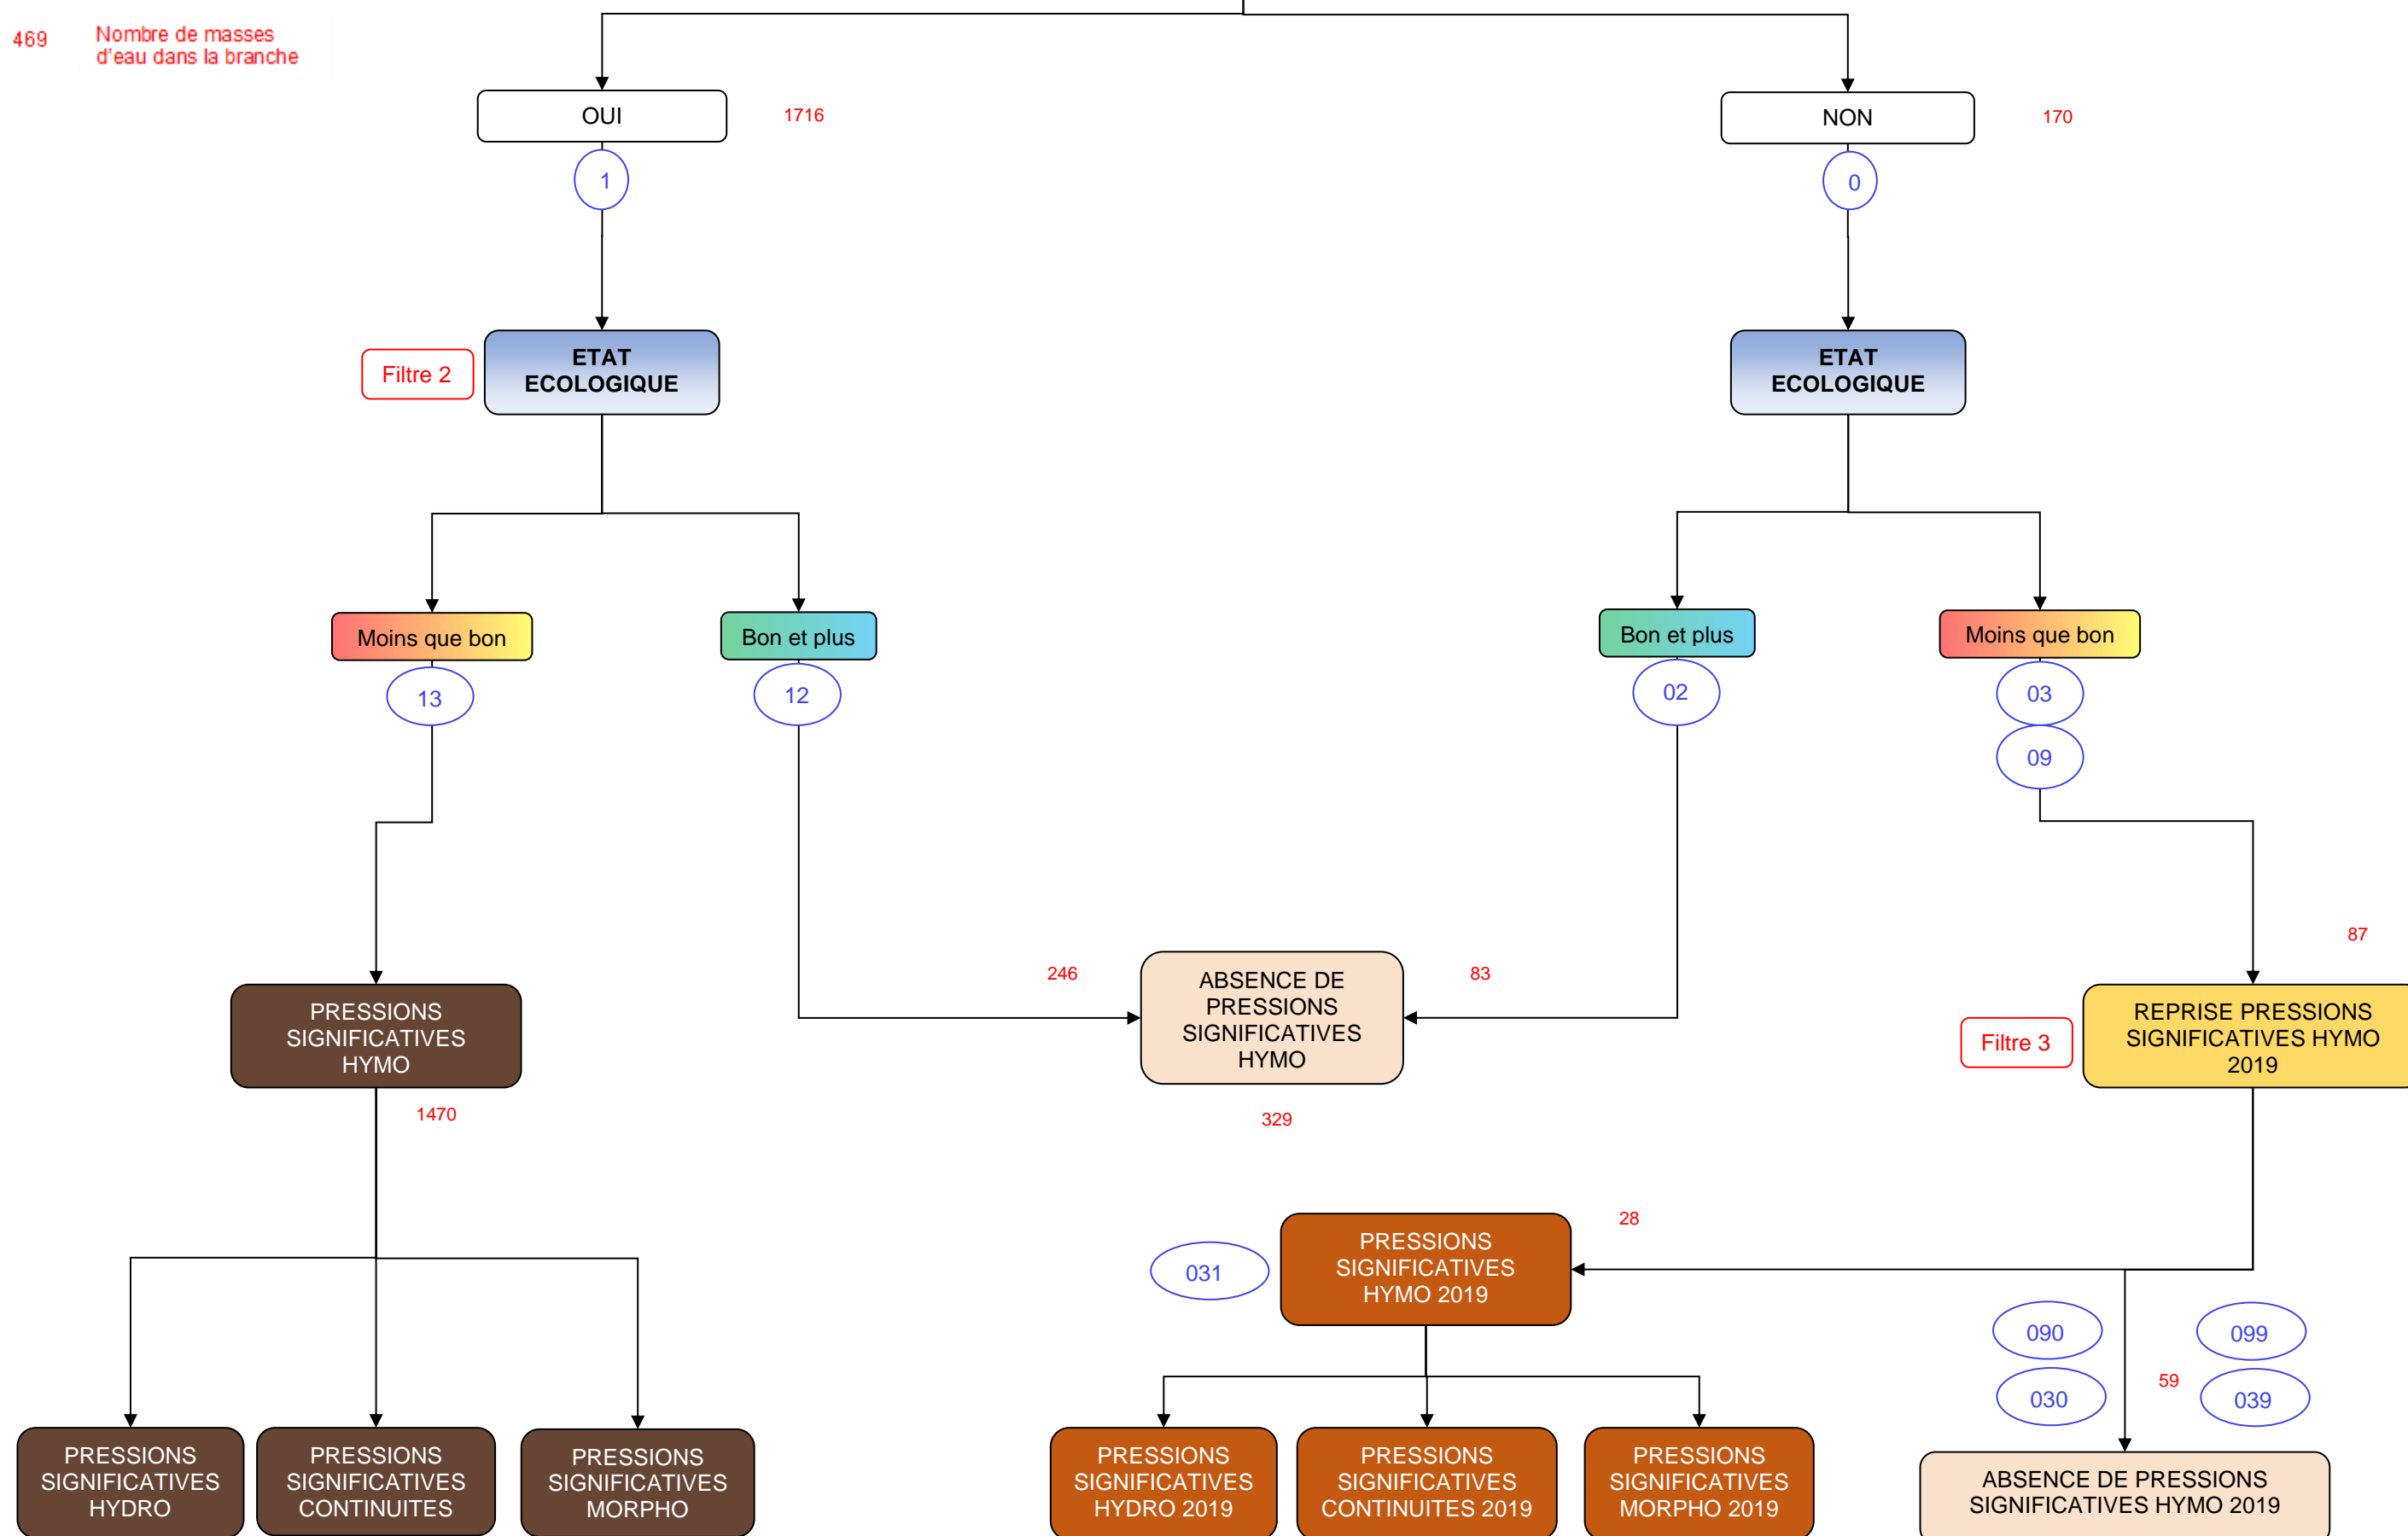 469
Nombre de masses
d'eau dans la branche
OUI
1716
NON
170
1
0
Filtre 2
ETAT
ECOLOGIQUE
ETAT
ECOLOGIQUE
Moins que bon
Bon et plus
Bon et plus
Moins que bon
13
12
02
03
09
87
246
ABSENCE DE
PRESSIONS
SIGNIFICATIVES
HYMO
83
329
PRESSIONS
SIGNIFICATIVES
HYMO
1470
Filtre 3
REPRISE PRESSIONS
SIGNIFICATIVES HYMO
2019
031
PRESSIONS
SIGNIFICATIVES
HYMO 2019
28
090
099
030
59
039
PRESSIONS
SIGNIFICATIVES
HYDRO
PRESSIONS
SIGNIFICATIVES
CONTINUITES
PRESSIONS
SIGNIFICATIVES
MORPHO
PRESSIONS
SIGNIFICATIVES
HYDRO 2019
PRESSIONS
SIGNIFICATIVES
CONTINUITES 2019
PRESSIONS
SIGNIFICATIVES
MORPHO 2019
ABSENCE DE PRESSIONS
SIGNIFICATIVES HYMO 2019